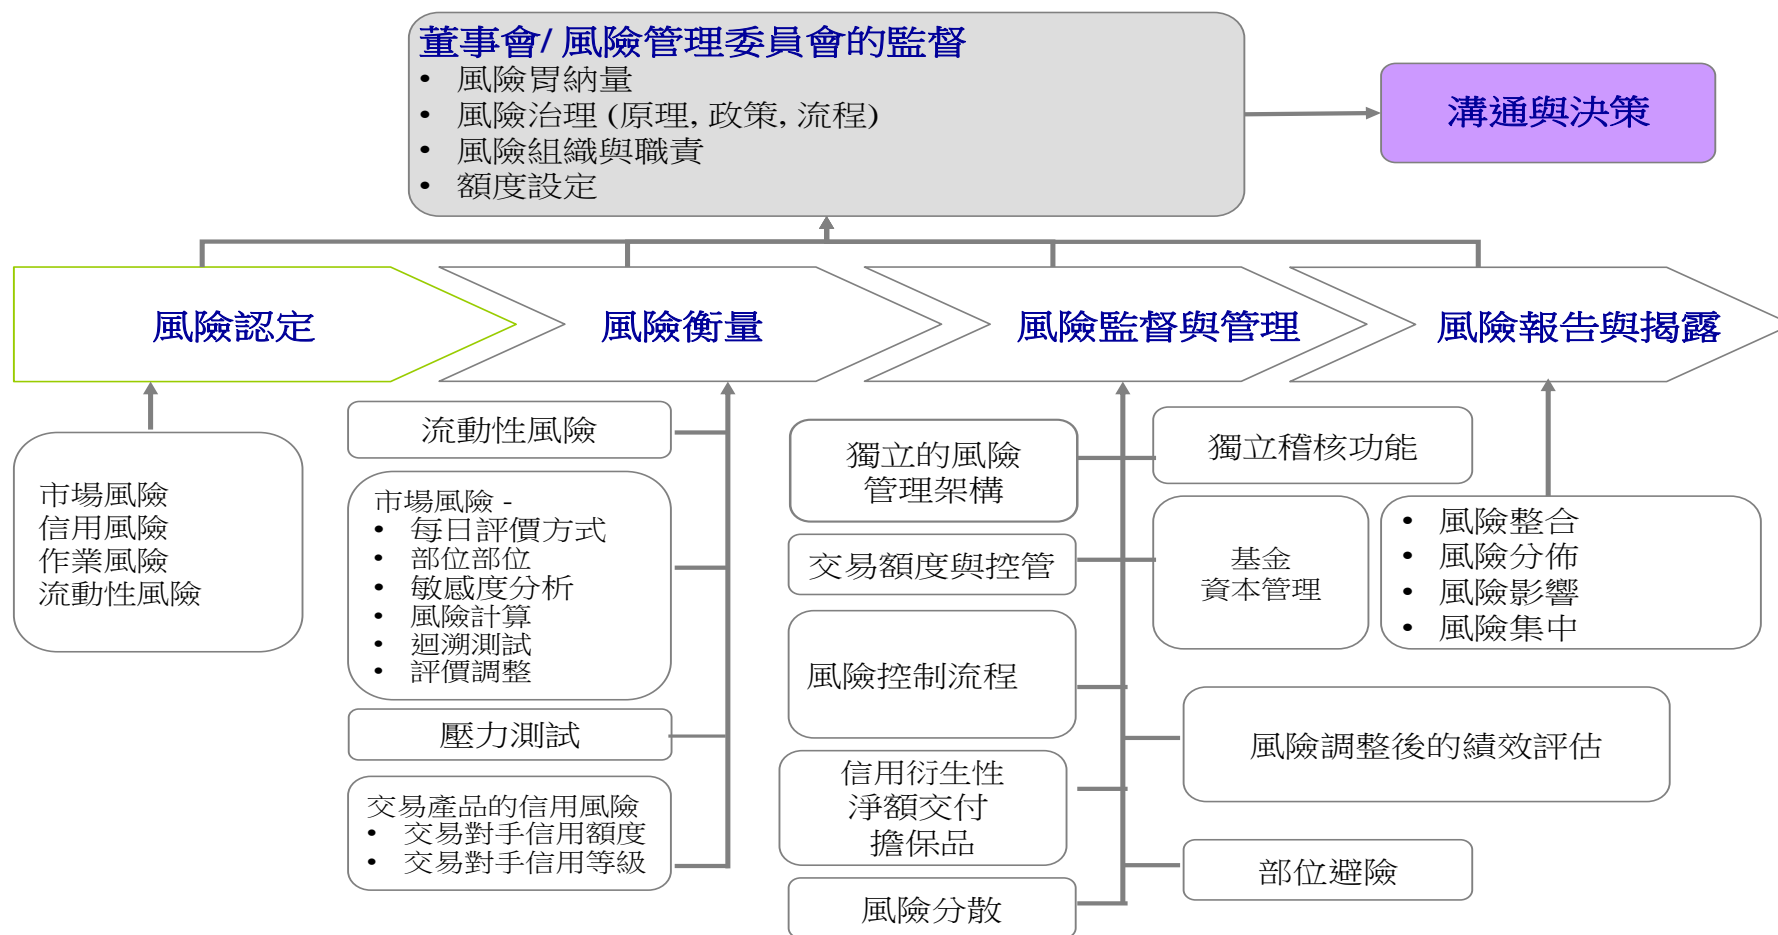 董事會/ 風險管理委員會的監督
• 風險胃納量
• 風險治理 (原理, 政策, 流程)
• 風險組織與職責
• 額度設定
溝通與決策
風險認定
風險衡量
風險監督與管理
風險報告與揭露
市場風險
信用風險
作業風險
流動性風險
流動性風險
市場風險 -
• 每日評價方式
• 部位部位
• 敏感度分析
• 風險計算
• 迴溯測試
• 評價調整
壓力測試
交易產品的信用風險
• 交易對手信用額度
• 交易對手信用等級
獨立的風險
管理架構
交易額度與控管
風險控制流程
信用衍生性
淨額交付
擔保品
風險分散
獨立稽核功能
基金
資本管理
風險調整後的績效評估
部位避險
• 風險整合
• 風險分佈
• 風險影響
• 風險集中